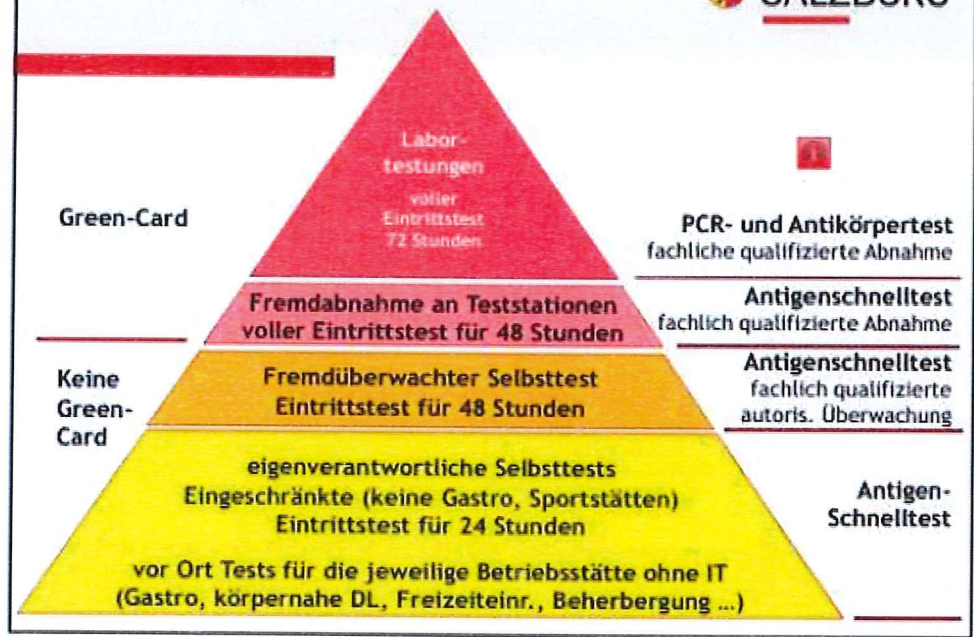 Labor-
testungen
voller
Eintrittstest
72 Stunden
Green-Card
PCR- und Antikörpertest
fachliche qualifizierte Abnahme
Fremdabnahme an Teststationen
voller Eintrittstest für 48 Stunden
Antigenschnelltest
fachlich qualifizierte Abnahme
Keine
Green-
Card
Fremdüberwachter Selbsttest
Eintrittstest für 48 Stunden
Antigenschnelltest
fachlich qualifizierte
autoris. Überwachung
eigenverantwortliche Selbsttests
Eingeschränkte (keine Gastro, Sportstätten)
Eintrittstest für 24 Stunden
Antigen-
Schnelltest
vor Ort Tests für die jeweilige Betriebsstätte ohne IT
(Gastro, körpernahe DL, Freizeiteinr., Beherbergung ...)